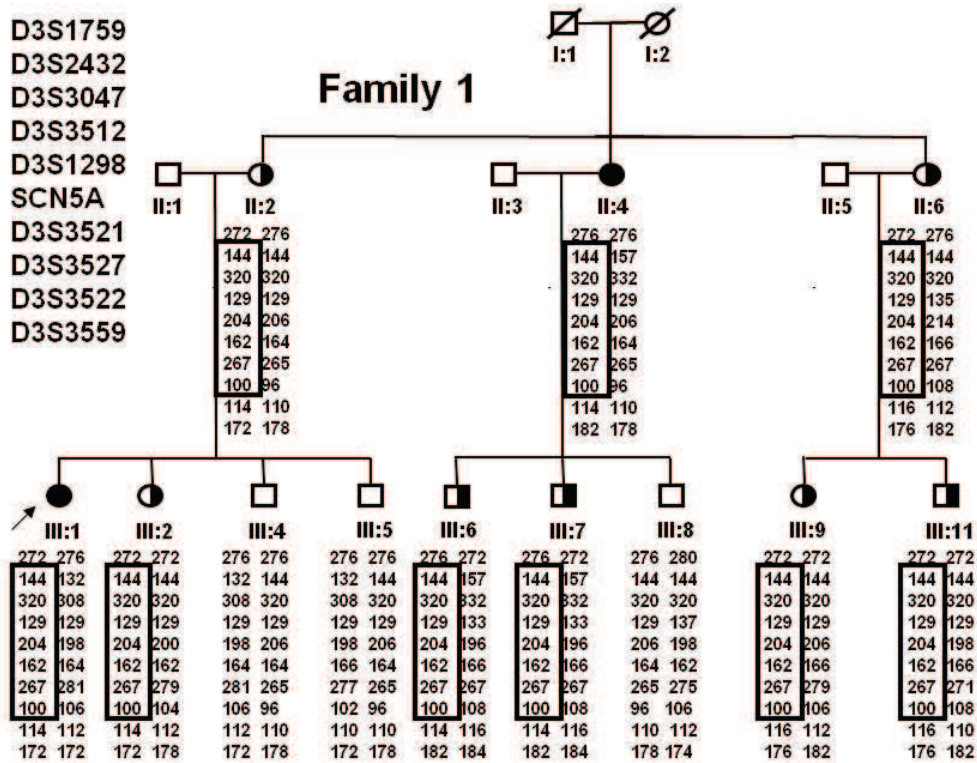 D3S1759
D3S2432
D3S3047
D3S3512
D3S1298
SCN5A
D3S3521
D3S3527
D3S3522
D3S3559
Family 1
I:1 I:2
II:1 II:2 II:3 II:4 II:5 II:6
272 276 276 276 272 276
144 144 144 157 144 144
320 320 320 332 320 320
129 129 129 129 129 135
204 206 204 206 204 214
162 164 162 164 162 166
267 265 267 265 267 267
100 96 100 96 100 108
114 110 114 110 116 112
172 178 182 178 176 182
III:1 III:2 III:4 III:5 III:6 III:7 III:8 III:9 III:11
272 276 272 272 276 276 276 276 276 272 276 272 276 280 272 272 272 272
144 132 144 144 132 144 132 144 144 157 144 157 144 144 144 144 144 144
320 308 320 320 308 320 308 320 320 332 320 332 320 320 320 320 320 320
129 129 129 129 129 129 129 129 129 133 129 133 129 137 129 129 129 129
204 198 204 200 198 206 198 206 204 196 204 196 206 198 204 206 204 198
162 164 162 162 164 164 166 164 162 166 162 166 164 162 162 166 162 166
267 281 267 279 281 265 277 265 267 267 267 267 265 275 267 279 267 271
100 106 100 104 106 96 102 96 100 108 100 108 96 106 100 106 100 108
114 112 114 112 112 110 110 110 114 116 114 116 110 112 116 112 110 112
172 172 172 178 172 178 172 178 182 184 182 184 178 174 176 182 176 182